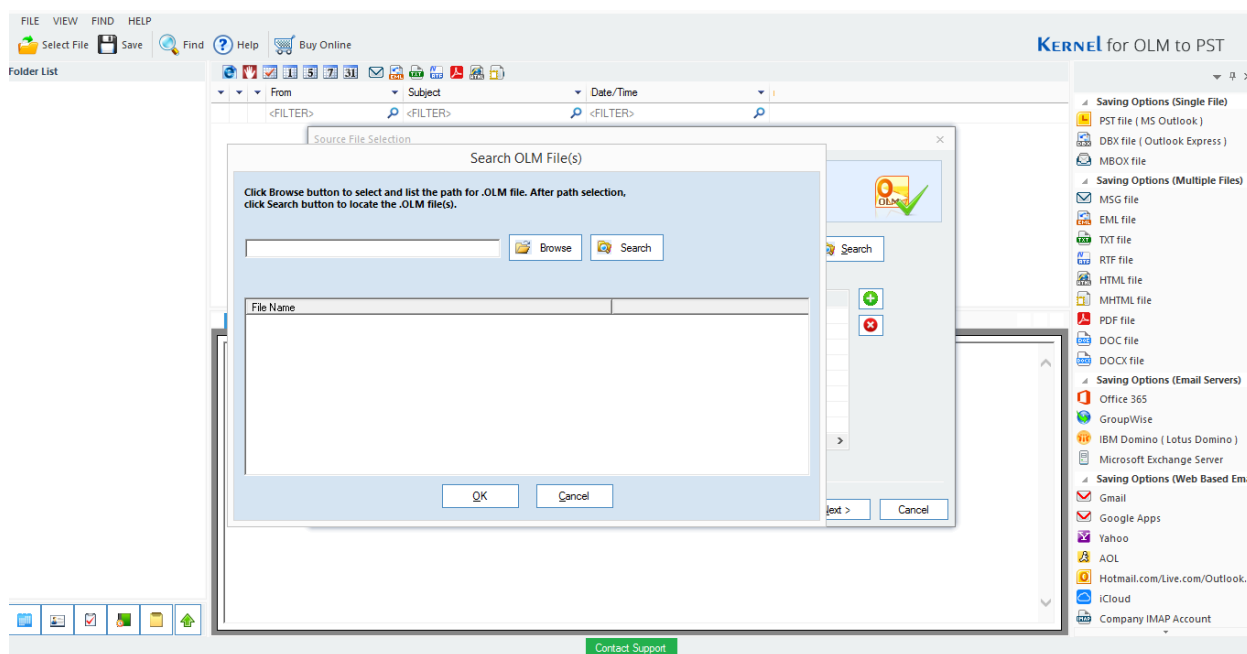 FILE VIEW FIND HELP
Select File Save Find Help Buy Online
KERNEL for OLM to PST
Folder List
From Subject Date/Time
<FILTER> <FILTER> <FILTER>
Source File Selection
Search OLM File(s)
Click Browse button to select and list the path for .OLM file. After path selection,
click Search button to locate the .OLM file(s).
Browse Search
File Name
OK Cancel
OLM
Search
Cancel
Saving Options (Single File)
PST file ( MS Outlook )
DBX file ( Outlook Express )
MBOX file
Saving Options (Multiple Files)
MSG file
EML file
TXT file
RTF file
HTML file
MHTML file
PDF file
DOC file
DOCX file
Saving Options (Email Servers)
Office 365
GroupWise
IBM Domino ( Lotus Domino )
Microsoft Exchange Server
Saving Options (Web Based Ema
Gmail
Google Apps
Yahoo
AOL
Hotmail.com/Live.com/Outlook.
iCloud
Company IMAP Account
Contact Support